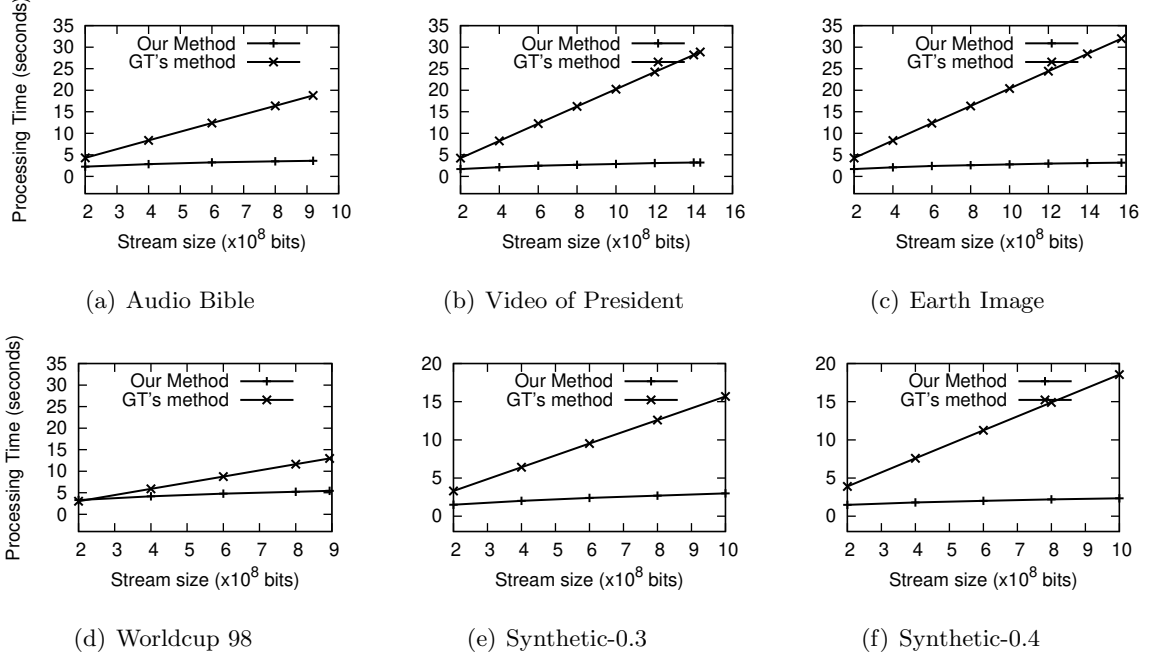 Processing Time (seconds)
35
30
25
20
15
10
5
0
Our Method
GT's method
2 3 4 5 6 7 8 9 10
Stream size (x10^8 bits)
(a) Audio Bible
35
30
25
20
15
10
5
0
Our Method
GT's method
2 4 6 8 10 12 14 16
Stream size (x10^8 bits)
(b) Video of President
35
30
25
20
15
10
5
0
Our Method
GT's method
2 4 6 8 10 12 14 16
Stream size (x10^8 bits)
(c) Earth Image
Processing Time (seconds)
35
30
25
20
15
10
5
0
Our Method
GT's method
2 3 4 5 6 7 8 9
Stream size (x10^8 bits)
(d) Worldcup 98
20
15
10
5
0
Our Method
GT's method
2 3 4 5 6 7 8 9 10
Stream size (x10^8 bits)
(e) Synthetic-0.3
20
15
10
5
0
Our Method
GT's method
2 3 4 5 6 7 8 9 10
Stream size (x10^8 bits)
(f) Synthetic-0.4